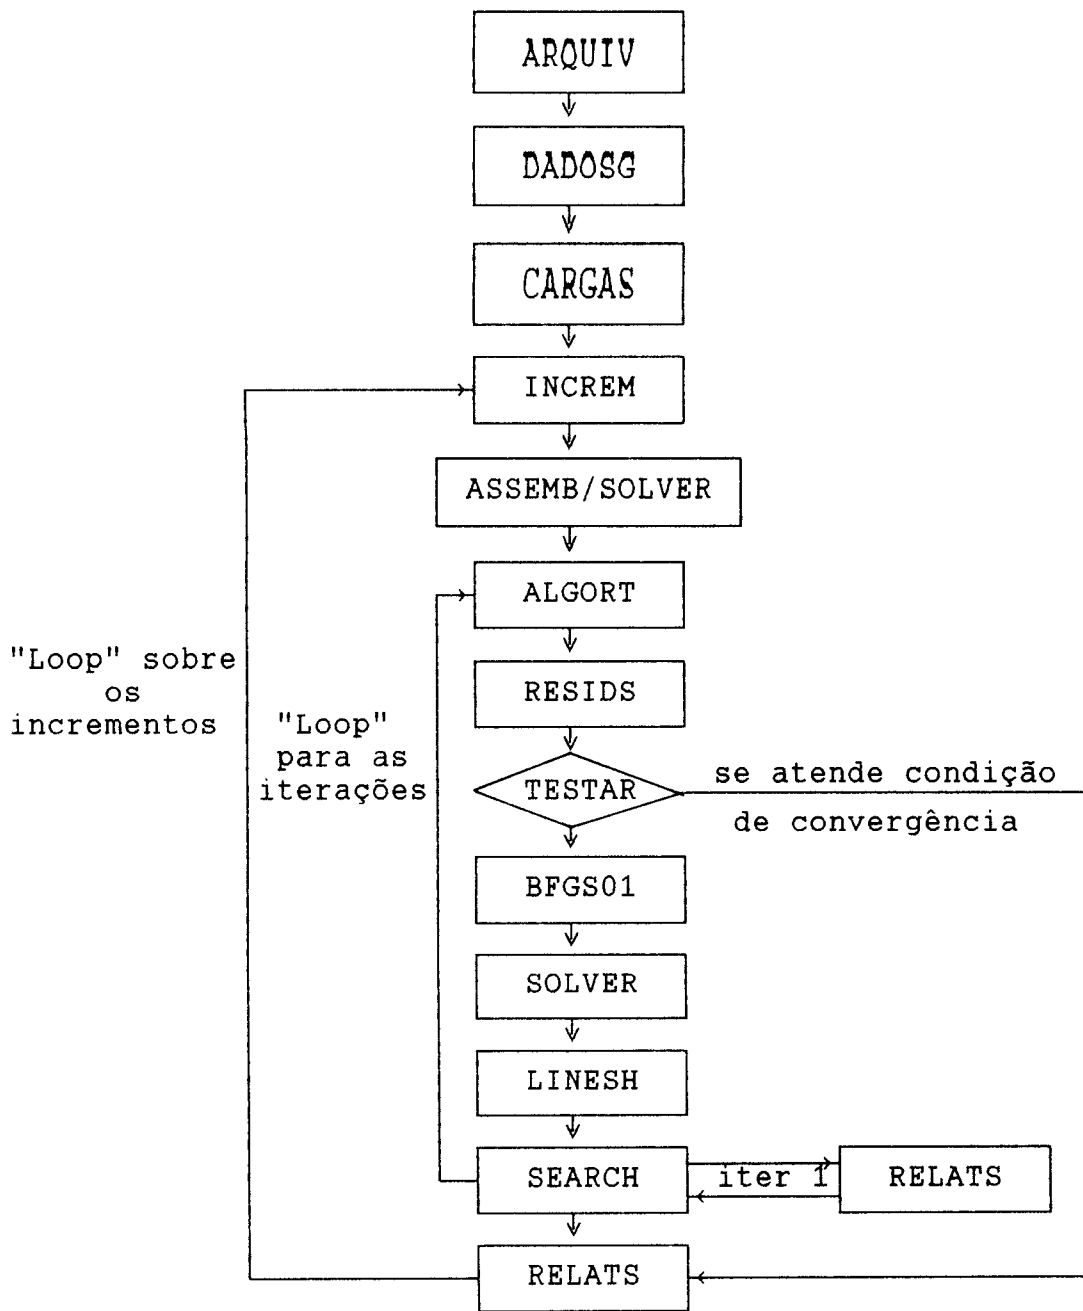 ARQUIV
DADOSG
CARGAS
INCREM
ASSEMB/SOLVER
ALGORT
"Loop" sobre
os
incrementos
RESIDS
"Loop"
para as
iterações
TESTAR
se atende condição
de convergência
BFGS01
SOLVER
LINESH
SEARCH
iter 1
RELATS
RELATS